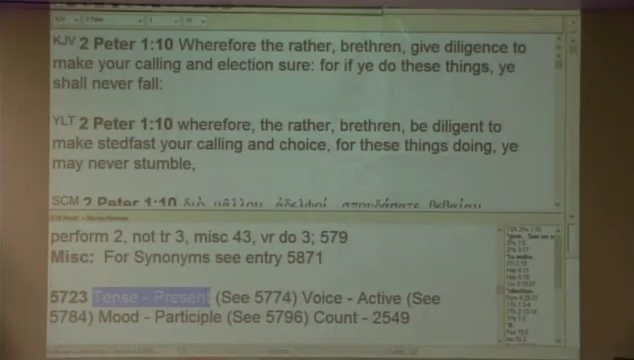 KJV 2 Peter 1:10 Wherefore the rather, brethren, give diligence to
make your calling and election sure: for if ye do these things, ye
shall never fall:
YLT 2 Peter 1:10 wherefore, the rather, brethren, be diligent to
make stedfast your calling and choice, for these things doing, ye
may never stumble,
SCM 2 Peter 1:10
perform 2, not tr 3, misc 43, vr do 3; 579
Misc: For Synonyms see entry 5871
5723 Tense - Present (See 5774) Voice - Active (See
5784) Mood - Participle (See 5796) Count - 2549